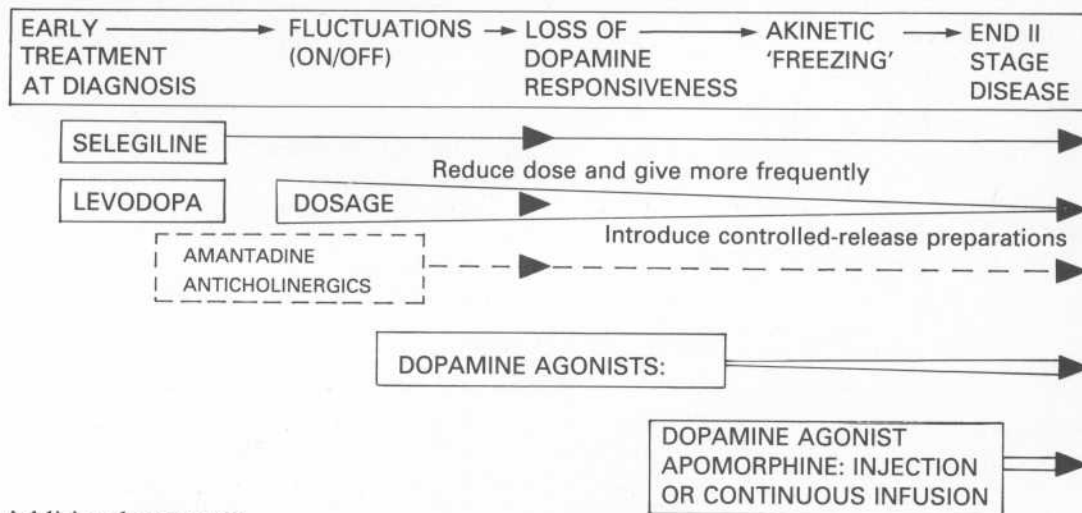 EARLY
TREATMENT
AT DIAGNOSIS
FLUCTUATIONS
(ON/OFF)
LOSS OF
DOPAMINE
RESPONSIVENESS
AKINETIC
'FREEZING'
END II
STAGE
DISEASE
SELEGILINE
Reduce dose and give more frequently
LEVODOPA
DOSAGE
Introduce controlled-release preparations
AMANTADINE
ANTICHOLINERGICS
DOPAMINE AGONISTS:
DOPAMINE AGONIST
APOMORPHINE: INJECTION
OR CONTINUOUS INFUSION